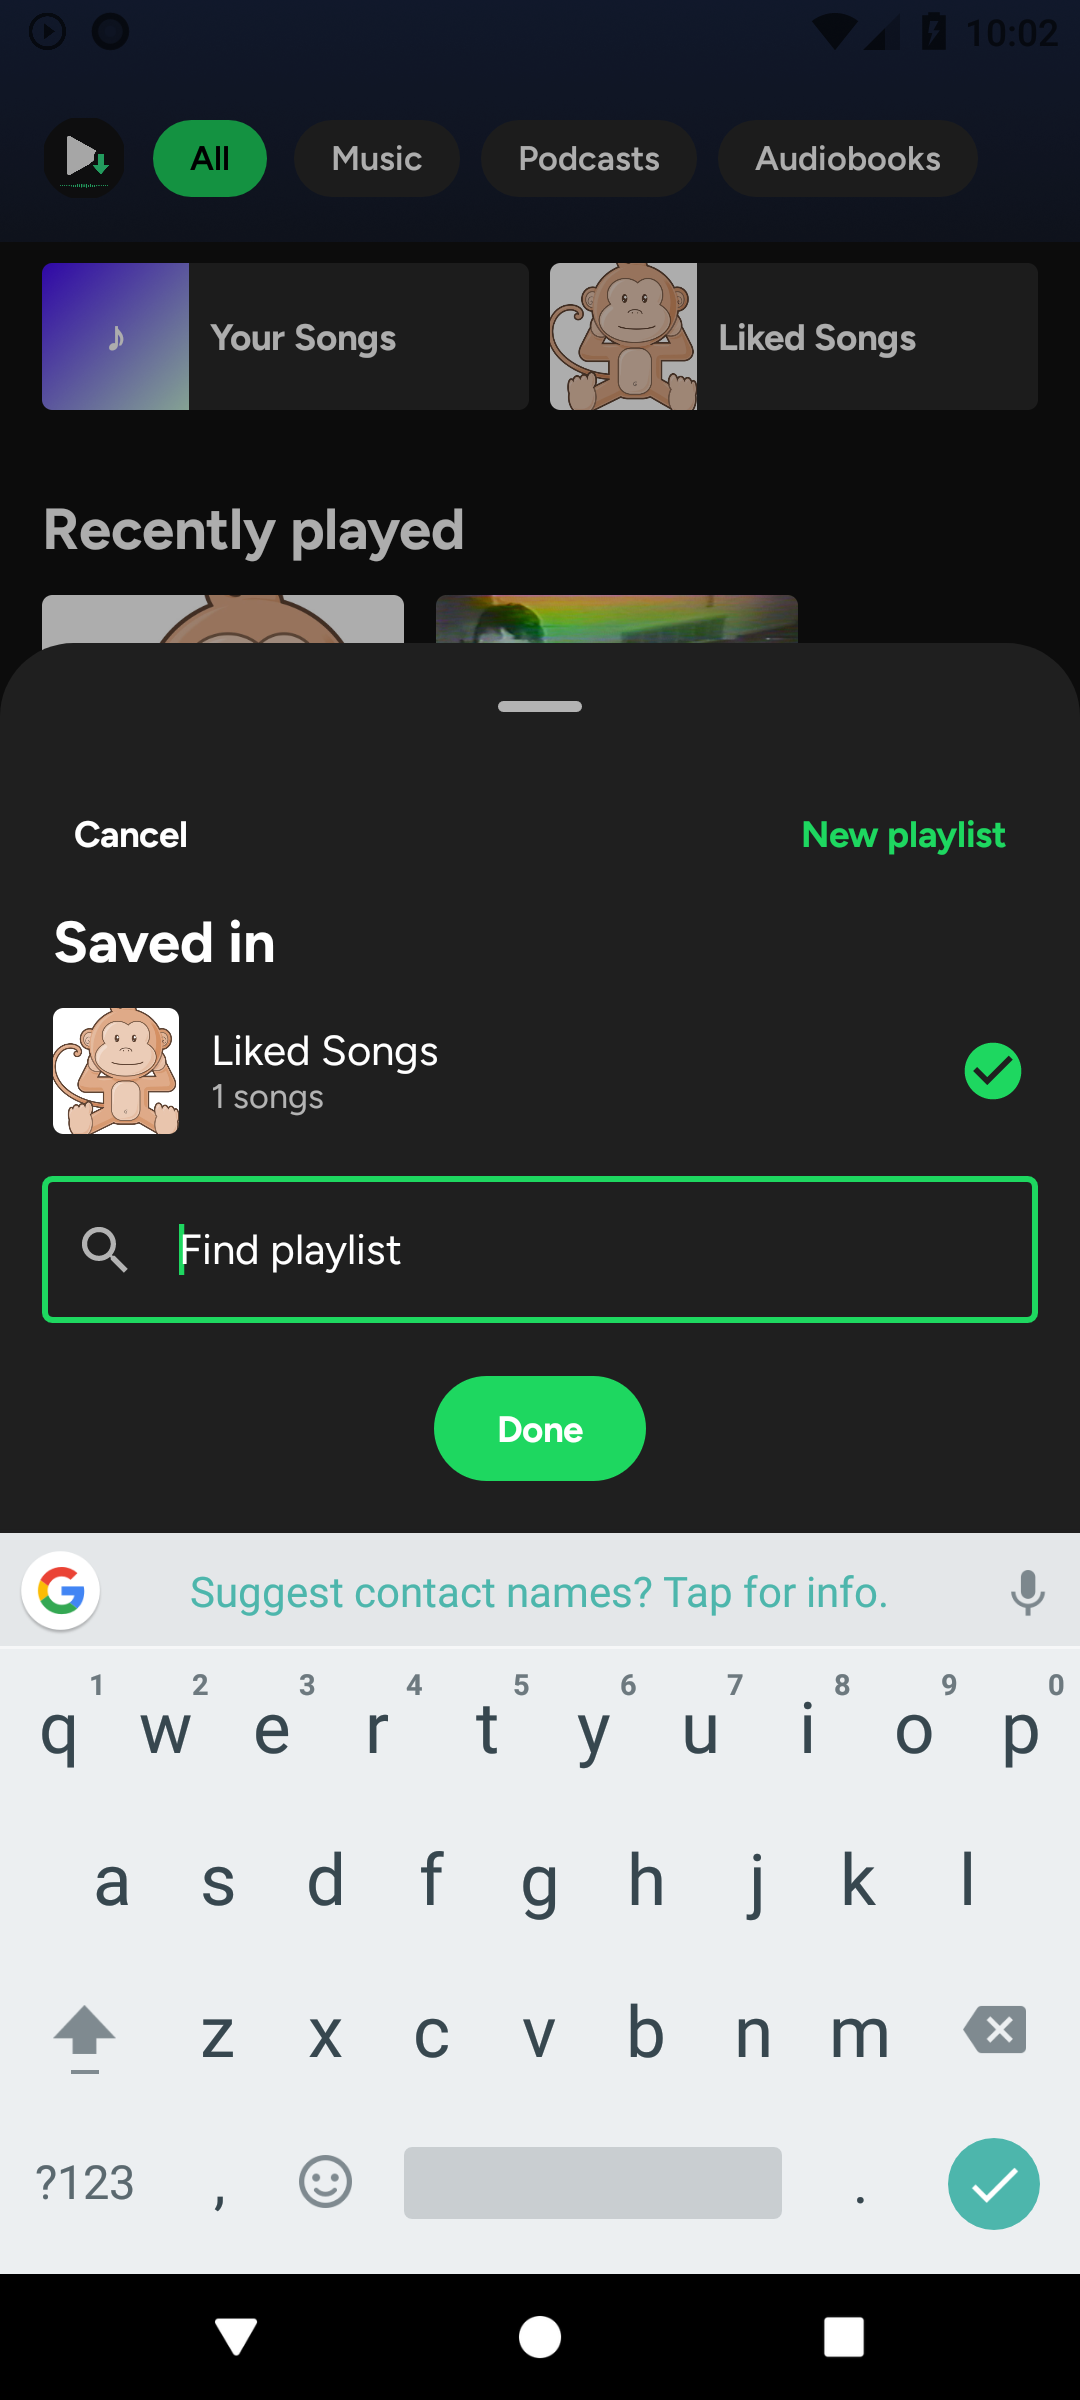 10:02
All
Music
Podcasts
Audiobooks
Your Songs
Liked Songs
Recently played
Cancel
New playlist
Saved in
Liked Songs
1 songs
Find playlist
Done
Suggest contact names? Tap for info.
1 2 3 4 5 6 7 8 9 0
q w e r t y u i o p
a s d f g h j k l
z x c v b n m
?123 , .